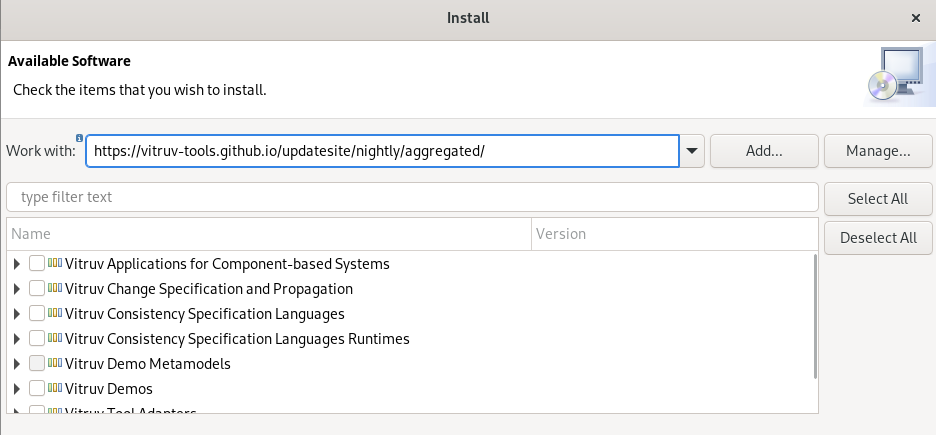 Install
Available Software
Check the items that you wish to install.
Work with: https://vitruv-tools.github.io/updatesite/nightly/aggregated/ Add... Manage...
type filter text Select All
Name Version
Deselect All
Vitruv Applications for Component-based Systems
Vitruv Change Specification and Propagation
Vitruv Consistency Specification Languages
Vitruv Consistency Specification Languages Runtimes
Vitruv Demo Metamodels
Vitruv Demos
Vitruv Tool Adapters